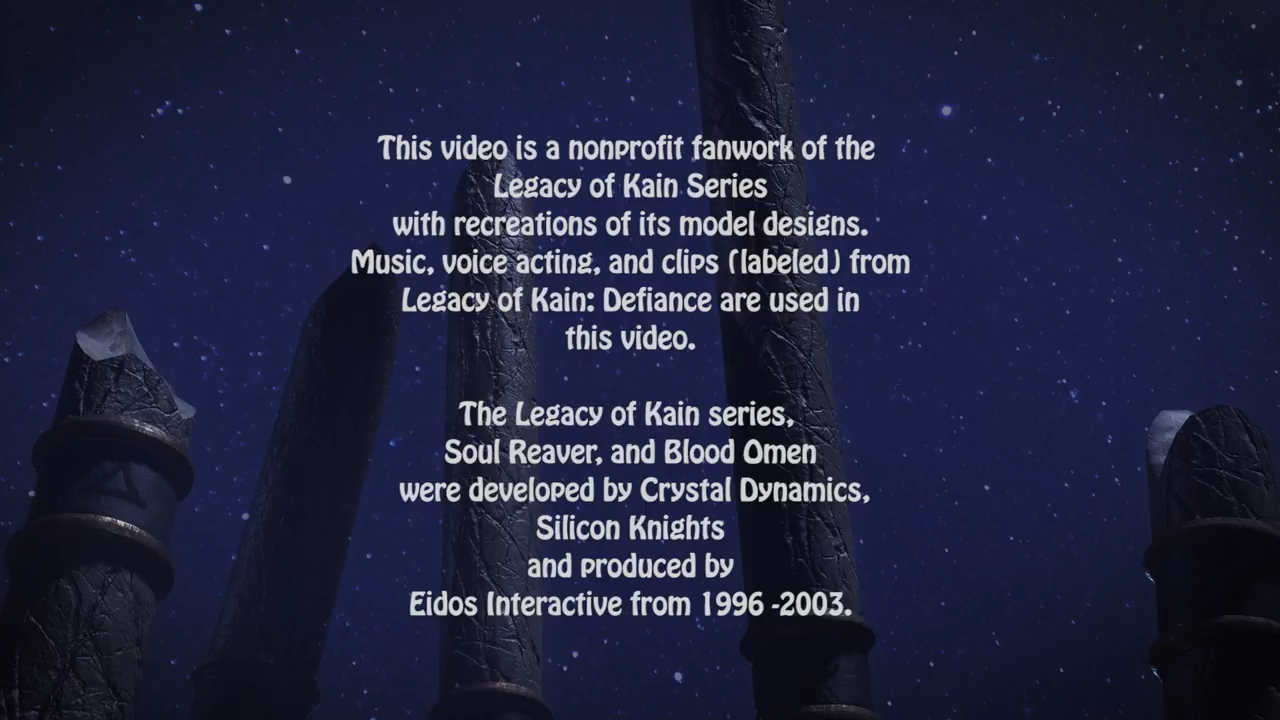 This video is a nonprofit fanwork of the
Legacy of Kain Series
with recreations of its model designs.
Music, voice acting, and clips (labeled) from
Legacy of Kain: Defiance are used in
this video.
The Legacy of Kain series,
Soul Reaver, and Blood Omen
were developed by Crystal Dynamics,
Silicon Knights
and produced by
Eidos Interactive from 1996 -2003.